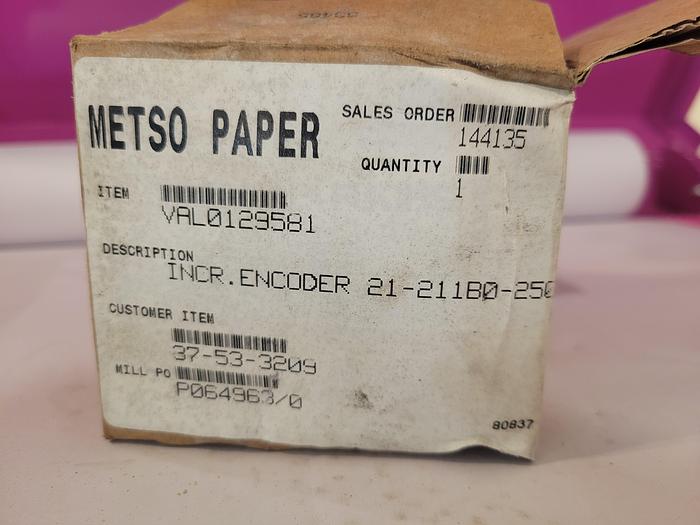 METSO PAPER
SALES ORDER
144135
QUANTITY
1
ITEM
VAL0129581
DESCRIPTION
INCR.ENCODER 21-211B0-250
CUSTOMER ITEM
37-53-3209
MILL PO
P064963/0
80837